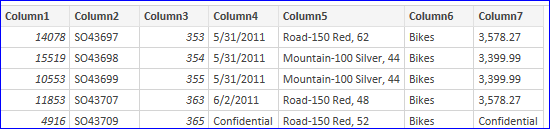 Column1 Column2 Column3 Column4 Column5 Column6 Column7
14078 SO43697 353 5/31/2011 Road-150 Red, 62 Bikes 3,578.27
15519 SO43698 354 5/31/2011 Mountain-100 Silver, 44 Bikes 3,399.99
10553 SO43699 355 5/31/2011 Mountain-100 Silver, 44 Bikes 3,399.99
11853 SO43707 363 6/2/2011 Road-150 Red, 48 Bikes 3,578.27
4916 SO43709 365 Confidential Road-150 Red, 52 Bikes Confidential